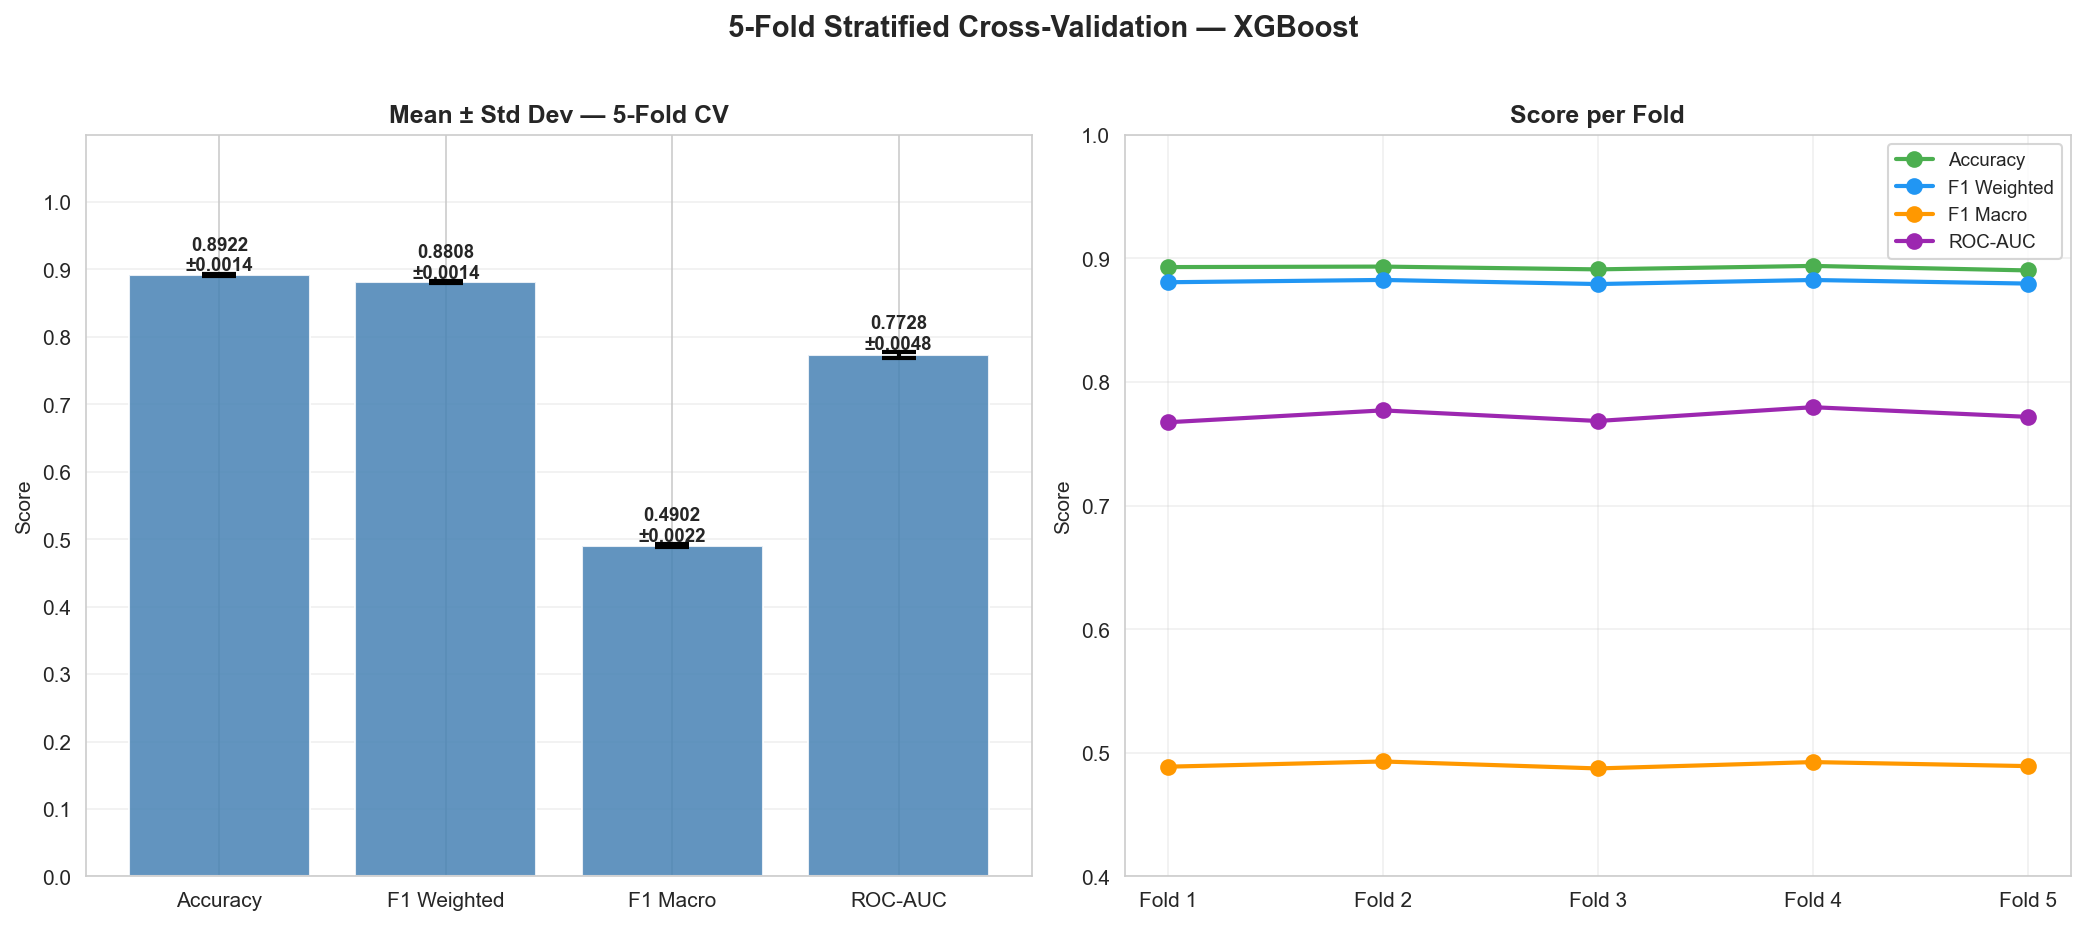 5-Fold Stratified Cross-Validation — XGBoost
Mean ± Std Dev — 5-Fold CV
Score
1.0
0.9
0.8
0.7
0.6
0.5
0.4
0.3
0.2
0.1
0.0
0.8922
±0.0014
0.8808
±0.0014
0.4902
±0.0022
0.7728
±0.0048
Accuracy
F1 Weighted
F1 Macro
ROC-AUC
Score per Fold
Score
1.0
0.9
0.8
0.7
0.6
0.5
0.4
Accuracy
F1 Weighted
F1 Macro
ROC-AUC
Fold 1
Fold 2
Fold 3
Fold 4
Fold 5